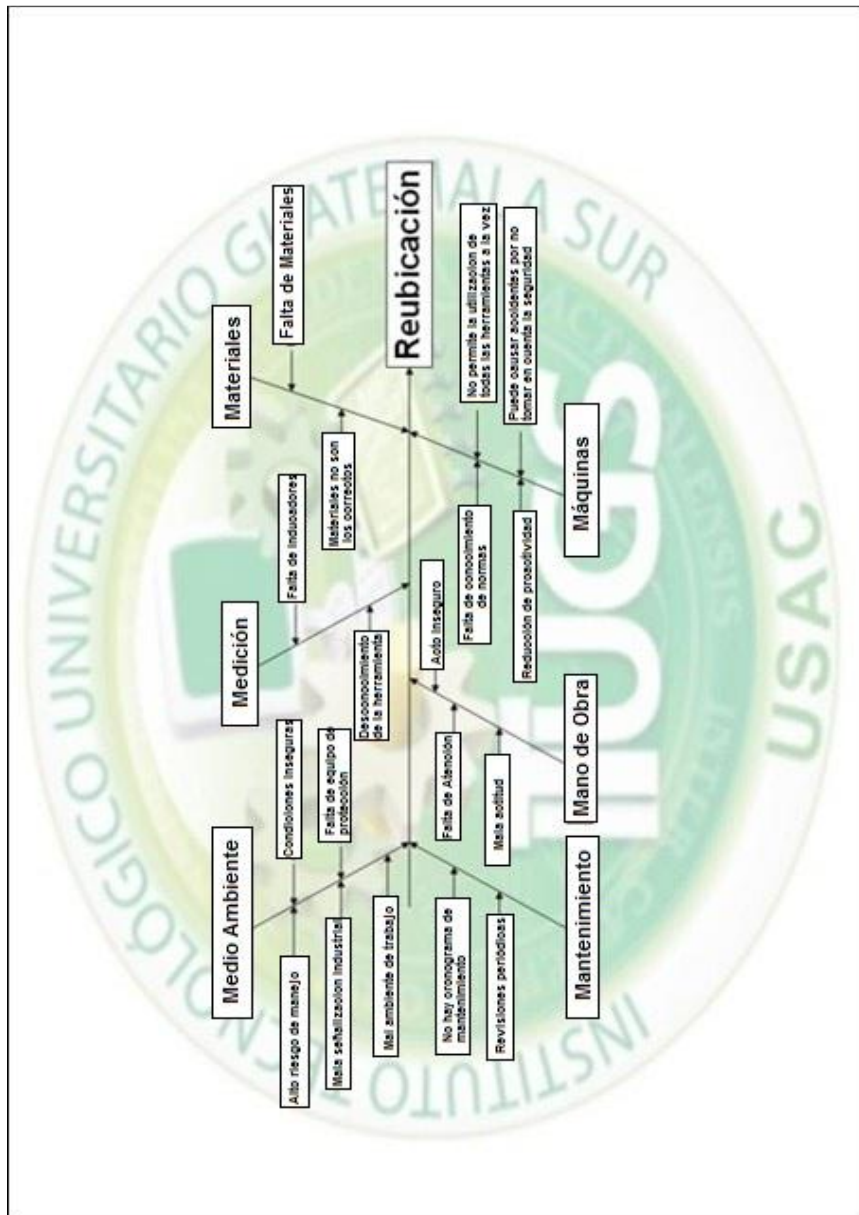 INSTITUTO TECNOLÓGICO UNIVERSITARIO GUATEMALA SUR
IIUGS
USAC
Medio Ambiente
Medición
Materiales
Alto riesgo de manejo
Condiciones inseguras
Falta de Inducadores
Falta de Materiales
Mala señalizacion Industrial
Falta de equipo de
protección
Materiales no son
los correctos.
Mal ambiente de trabajo
Desconocimiento
de la herramienta
Reubicación
No hay cronograma de
mantenimiento
Falta de Atención
Acto Inseguro
Falta de conocimiento
de normas
No permite la utilizacion de
todas las herramientas a la vez
Revisiones periódicas
Mala actitud
Reducción de proactividad
Puede causar accidentes por no
tomar en cuenta la seguridad
Mantenimiento
Mano de Obra
Máquinas